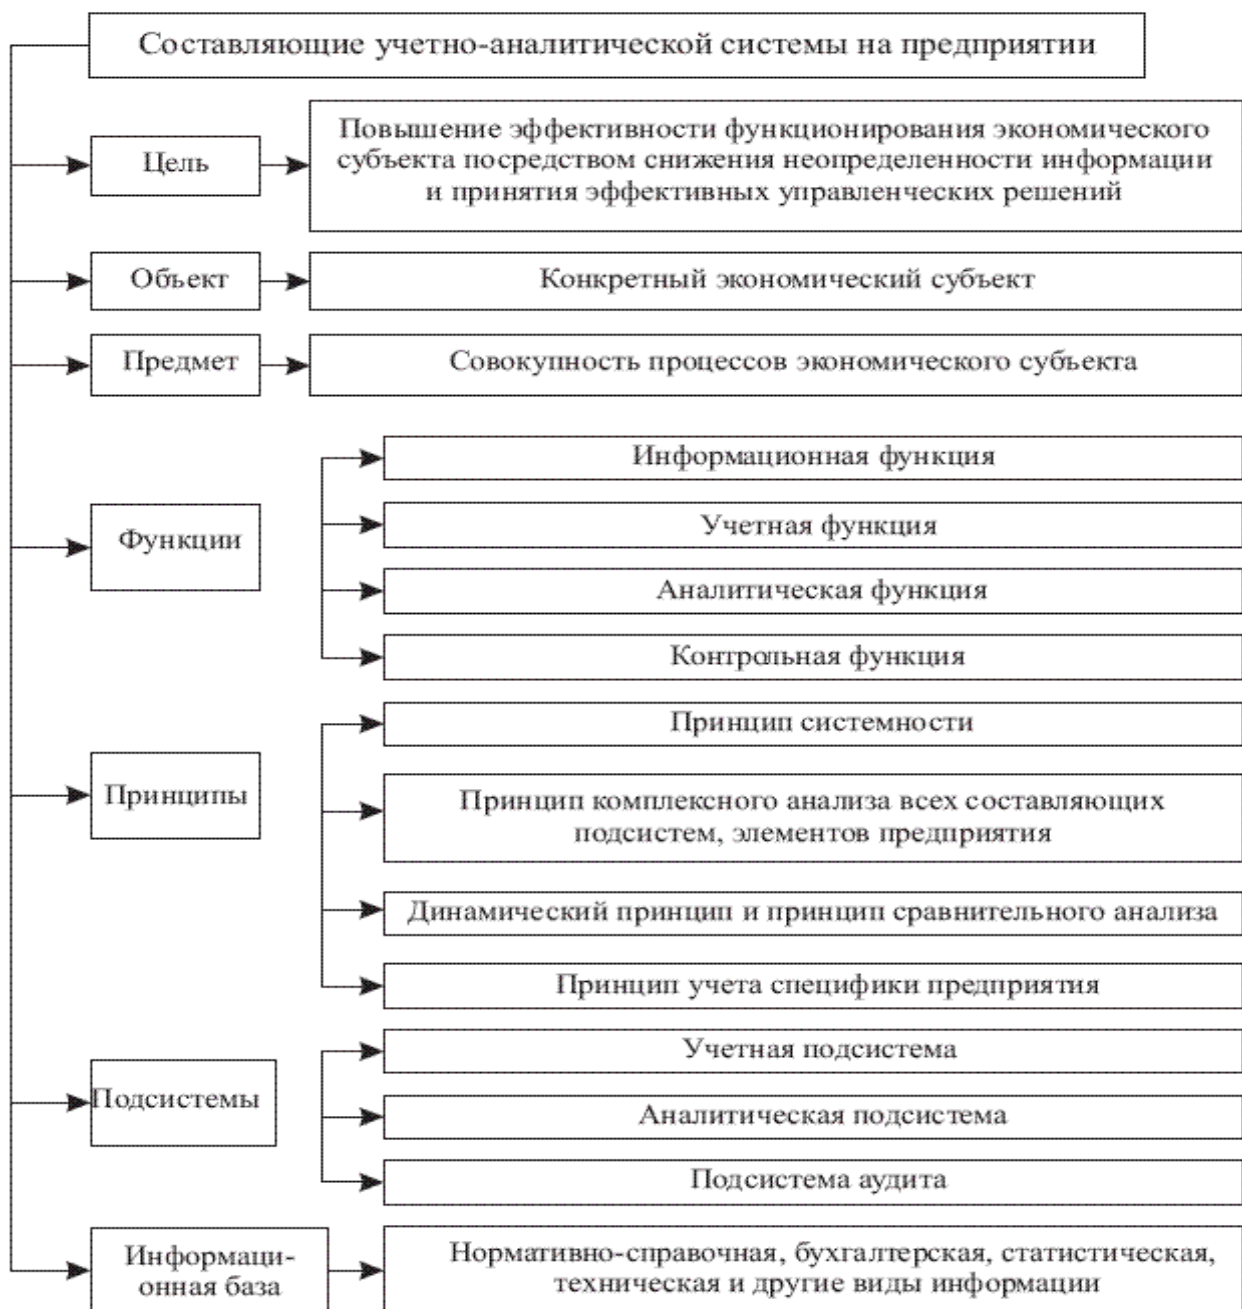 Составляющие учетно-аналитической системы на предприятии
Цель
Повышение эффективности функционирования экономического
субъекта посредством снижения неопределенности информации
и принятия эффективных управленческих решений
Объект
Конкретный экономический субъект
Предмет
Совокупность процессов экономического субъекта
Функции
Информационная функция
Учетная функция
Аналитическая функция
Контрольная функция
Принципы
Принцип системности
Принцип комплексного анализа всех составляющих
подсистем, элементов предприятия
Динамический принцип и принцип сравнительного анализа
Принцип учета специфики предприятия
Подсистемы
Учетная подсистема
Аналитическая подсистема
Подсистема аудита
Информаци-
онная база
Нормативно-справочная, бухгалтерская, статистическая,
техническая и другие виды информации